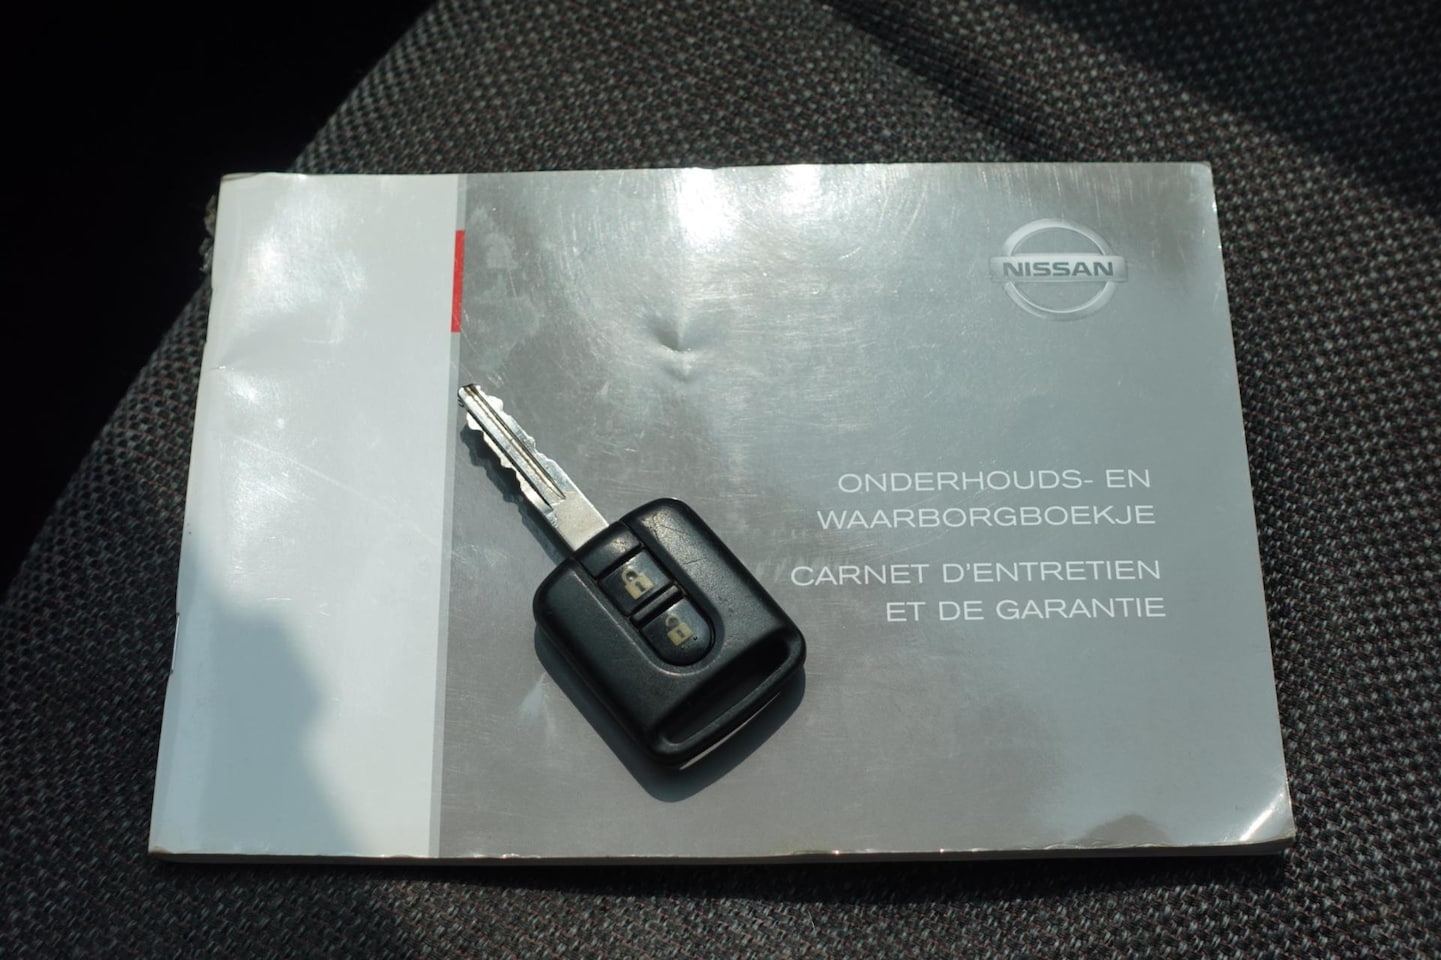 NISSAN
ONDERHOUDS- EN
WAARBORGBOEKJE
CARNET D'ENTRETIEN
ET DE GARANTIE